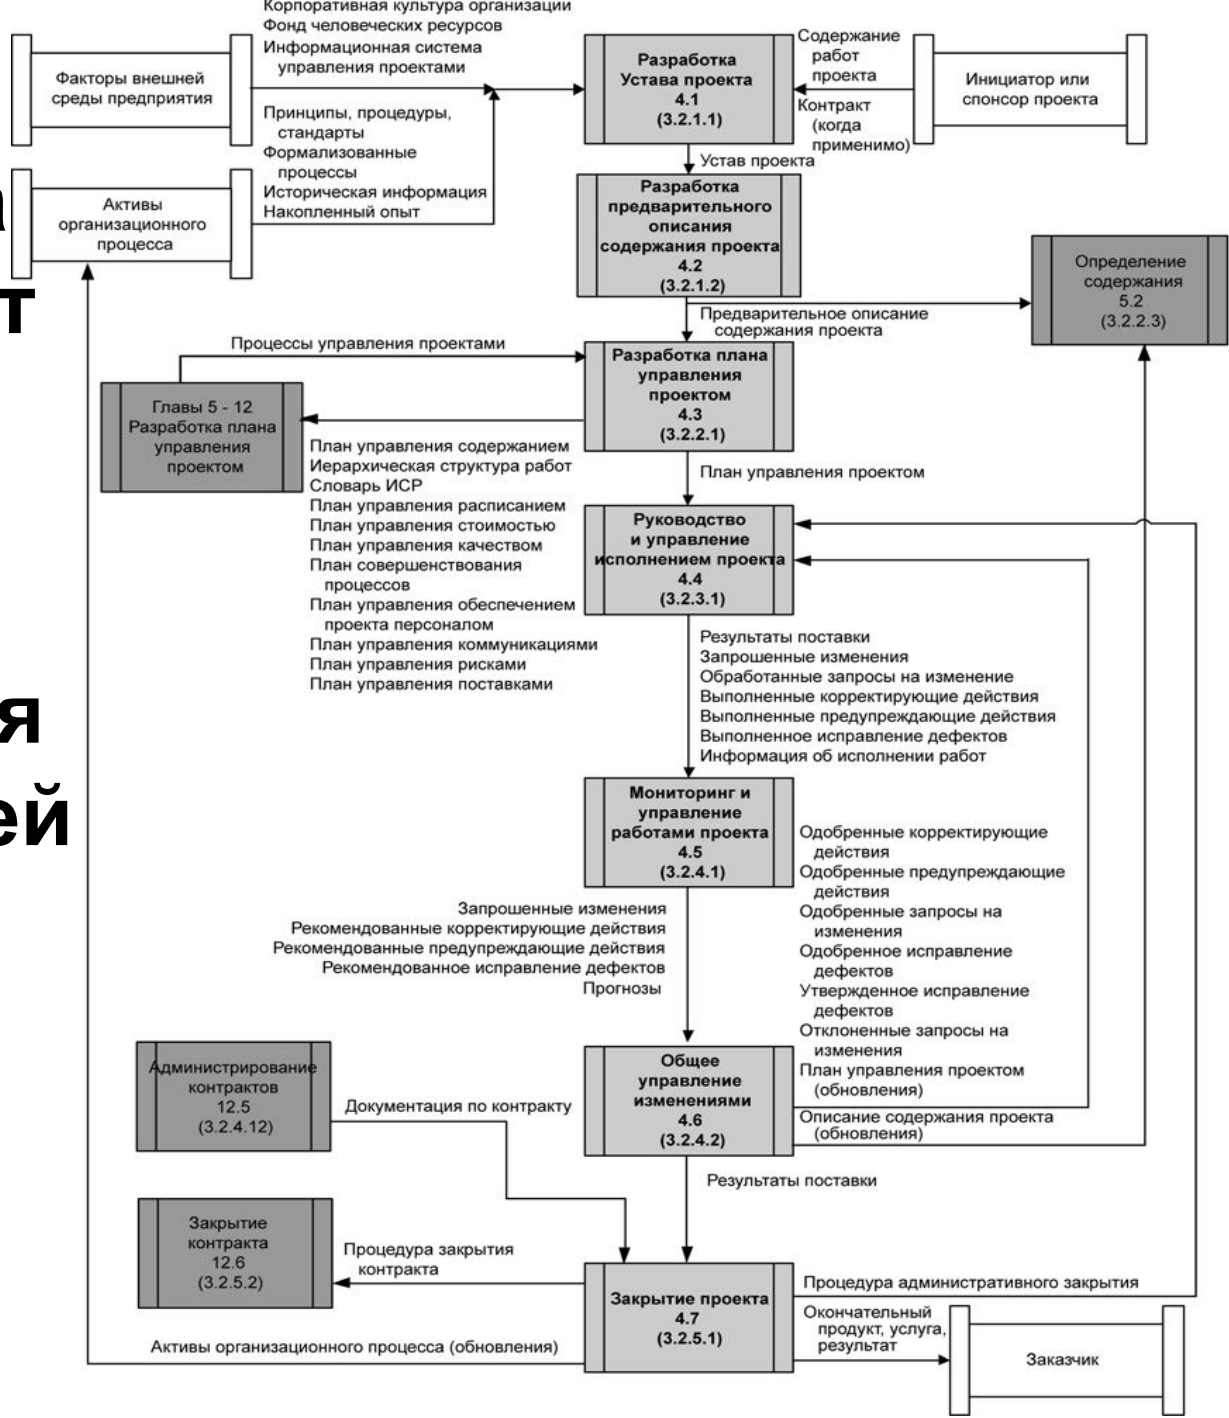 Корпоративная культура организации
Фонд человеческих ресурсов
Информационная система
управления проектами
Факторы внешней
среды предприятия
Разработка
Устава проекта
4.1
(3.2.1.1)
Содержание
работ
проекта
Контракт
(когда
применимо)
Инициатор или
спонсор проекта
Принципы, процедуры,
стандарты
Формализованные
процессы
Историческая информация
Накопленный опыт
Активы
организационного
процесса
а
т
Устав проекта
Разработка
предварительного
описания
содержания проекта
4.2
(3.2.1.2)
Определение
содержания
5.2
(3.2.2.3)
Предварительное описание
содержания проекта
Процессы управления проектами
Разработка плана
управления
проектом
4.3
(3.2.2.1)
Главы 5 - 12
Разработка плана
управления
проектом
План управления содержанием
Иерархическая структура работ
Словарь ИСР
План управления расписанием
План управления стоимостью
План управления качеством
План совершенствования
процессов
План управления обеспечением
проекта персоналом
План управления коммуникациями
План управления рисками
План управления поставками
План управления проектом
Руководство
и управление
исполнением проекта
4.4
(3.2.3.1)
Результаты поставки
Запрошенные изменения
Обработанные запросы на изменение
Выполненные корректирующие действия
Выполненные предупреждающие действия
Выполненное исправление дефектов
Информация об исполнении работ
я
ей
Мониторинг и
управление
работами проекта
4.5
(3.2.4.1)
Одобренные корректирующие
действия
Одобренные предупреждающие
действия
Одобренные запросы на
изменения
Одобренное исправление
дефектов
Утвержденное исправление
дефектов
Отклоненные запросы на
изменения
План управления проектом
(обновления)
Запрошенные изменения
Рекомендованные корректирующие действия
Рекомендованные предупреждающие действия
Рекомендованное исправление дефектов
Прогнозы
Общее
управление
изменениями
4.6
(3.2.4.2)
Описание содержания проекта
(обновления)
Администрирование
контрактов
12.5
(3.2.4.12)
Документация по контракту
Результаты поставки
Закрытие
контракта
12.6
(3.2.5.2)
Процедура закрытия
контракта
Закрытие проекта
4.7
(3.2.5.1)
Процедура административного закрытия
Окончательный
продукт, услуга,
результат
Заказчик
Активы организационного процесса (обновления)